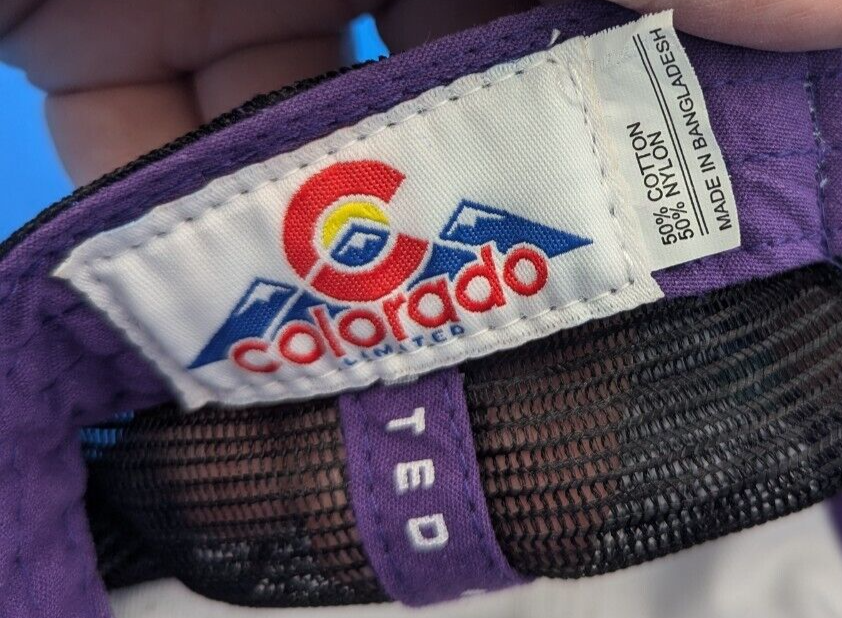 colorado
LIMITED
50% COTTON
50% NYLON
MADE IN BANGLADESH
TED